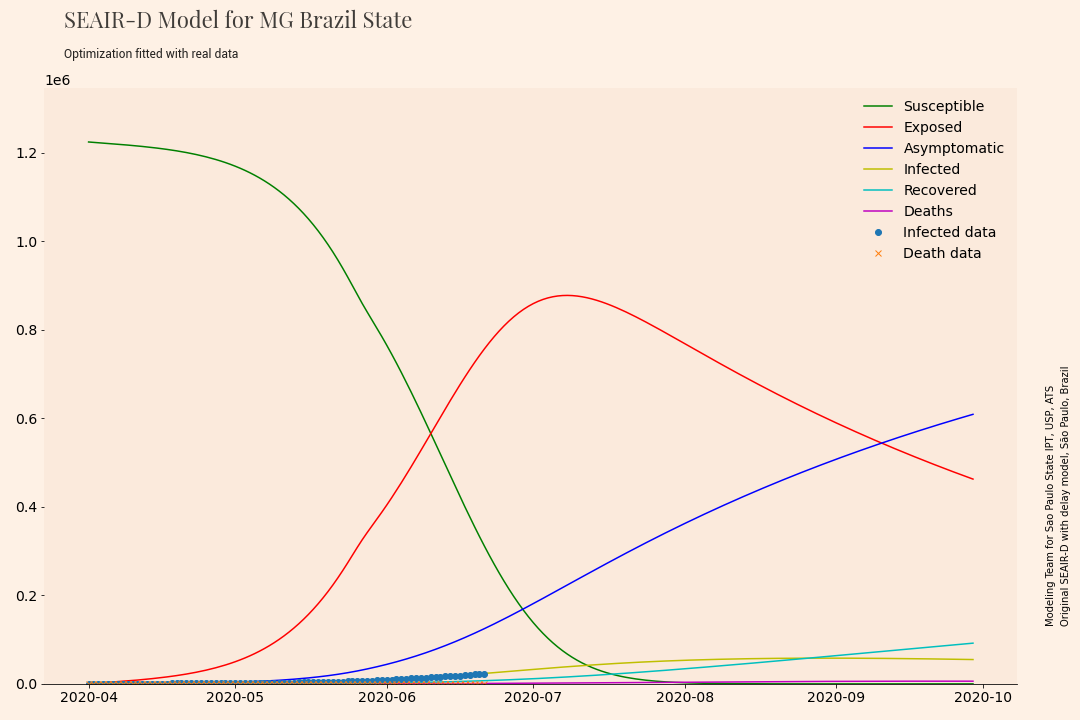 SEAIR-D Model for MG Brazil State
Optimization fitted with real data
1e6
Susceptible
Exposed
Asymptomatic
Infected
Recovered
Deaths
Infected data
Death data
1.2
1.0
0.8
0.6
0.4
0.2
0.0
2020-04
2020-05
2020-06
2020-07
2020-08
2020-09
2020-10
Modeling Team for Sao Paulo State IPT, USP, ATS
Original SEAIR-D with delay model, São Paulo, Brazil